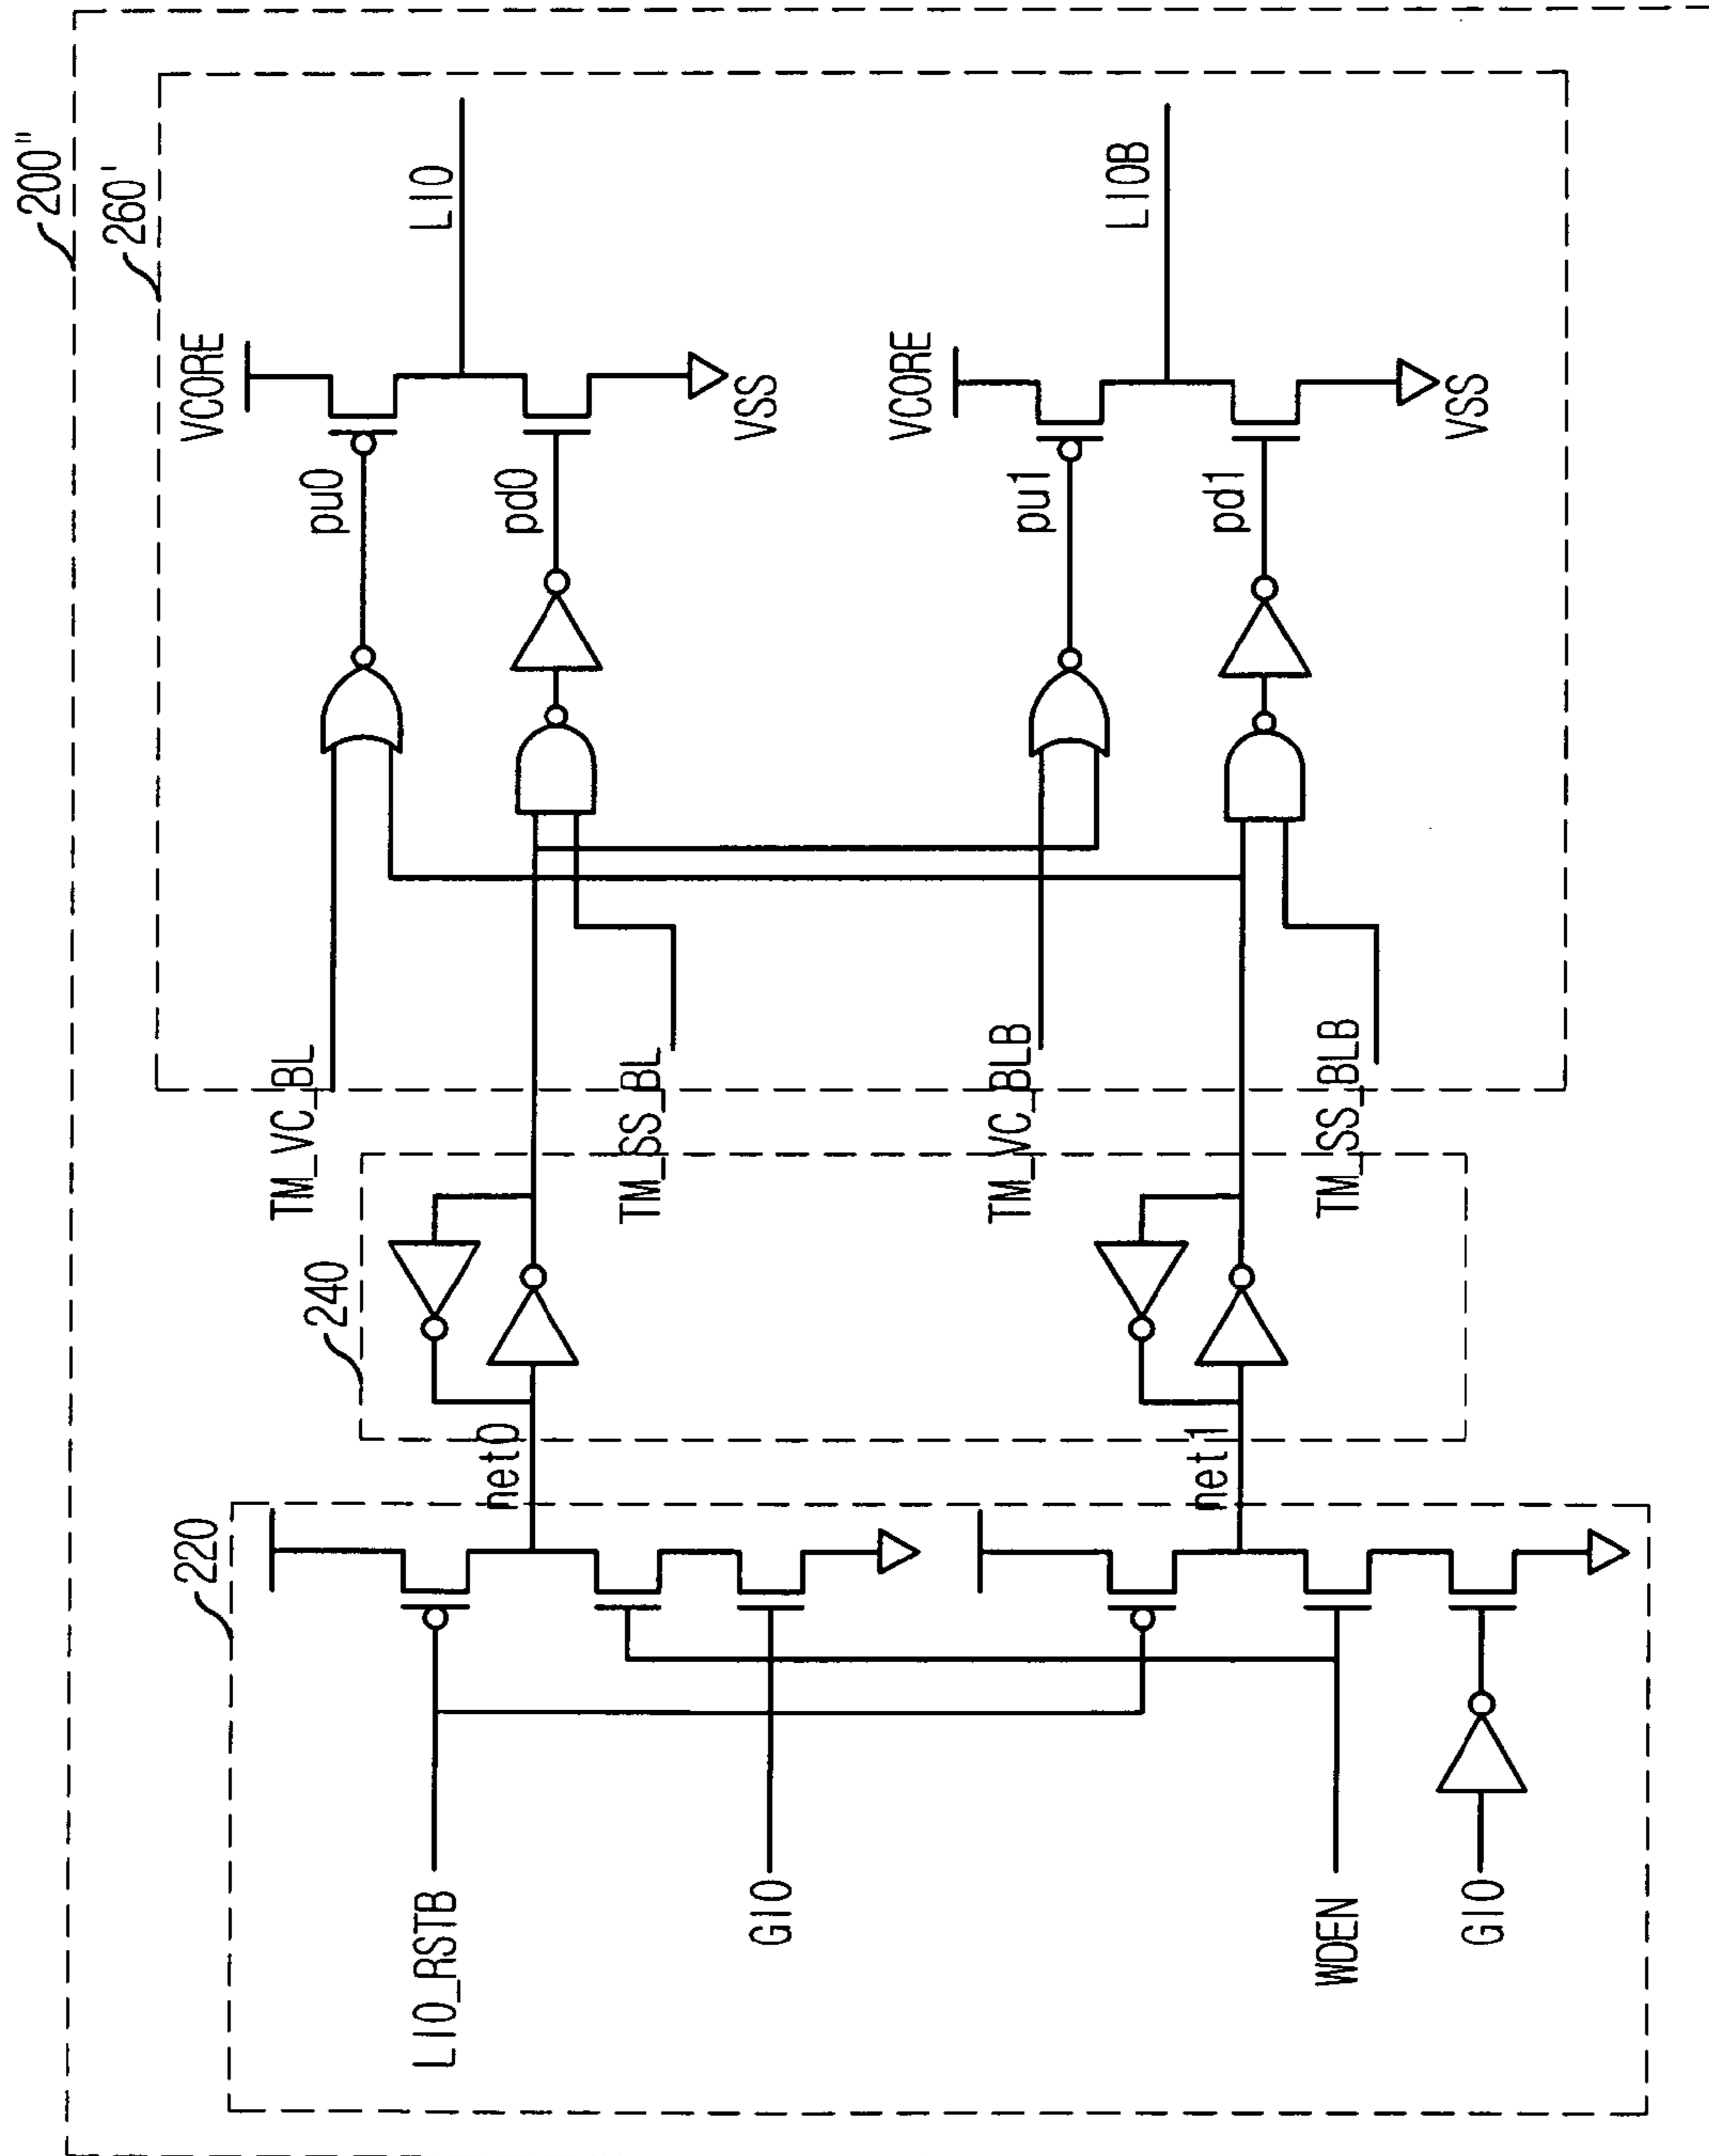 200"
260'
VCORE
pu0
LIO
TM_VC_BL
pd0
VSS
TM_SS_BL
VCORE
pu1
LIOB
TM_VC_BLB
pd1
VSS
TM_SS_BLB
240
net0
net1
220
LIO_RSTB
GIO
WDEN
GIO